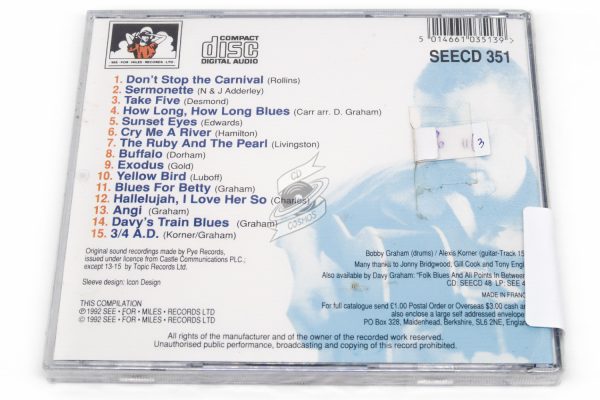 SEE · FOR · MILES RECORDS LTD.
COMPACT
disc
DIGITAL AUDIO
5 014661 035139 >
SEECD 351
1. Don't Stop the Carnival (Rollins)
2. Sermonette (N & J Adderley)
3. Take Five (Desmond)
4. How Long, How Long Blues (Carr arr. D. Graham)
5. Sunset Eyes (Edwards)
6. Cry Me A River (Hamilton)
7. The Ruby And The Pearl (Livingston)
8. Buffalo (Dorham)
9. Exodus (Gold)
10. Yellow Bird (Luboff)
11. Blues For Betty (Graham)
12. Hallelujah, I Love Her So (Charles)
13. Angi (Graham)
14. Davy's Train Blues (Graham)
15. 3/4 A.D. (Korner/Graham)
CD
COSMOS
3
Original sound recordings made by Pye Records,
issued under licence from Castle Communications PLC.,
except 13-15 by Topic Records Ltd.
Sleeve design: Icon Design
Bobby Graham (drums) / Alexis Korner (guitar-Track 15
Many thanks to Jonny Bridgwood, Gill Cook and Tony Engl
Also available by Davy Graham: "Folk Blues And All Points In Betwee
CD: SEECD 48 LP: SEE 4
MADE IN FRANC
THIS COMPILATION
℗ 1992 SEE · FOR · MILES · RECORDS LTD
© 1992 SEE · FOR · MILES · RECORDS LTD
For full catalogue send £1.00 Postal Order or Overseas $3.00 cash an
also enclose a large self addressed envelope
PO Box 328, Maidenhead, Berkshire, SL6 2NE, Englan
All rights of the manufacturer and of the owner of the recorded work reserved.
Unauthorised public performance, broadcasting and copying of this record prohibited.